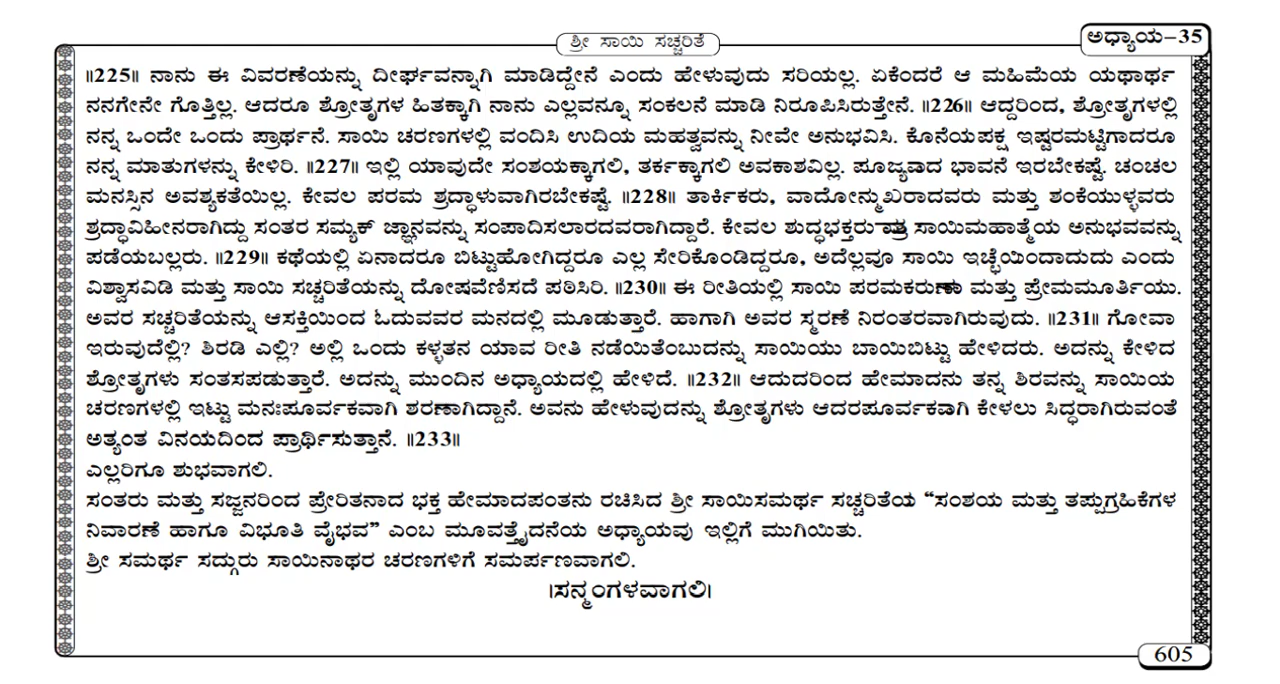 ಶ್ರೀ ಸಾಯಿ ಸಚ್ಚರಿತೆ
ಅಧ್ಯಾಯ-35
॥225॥ ನಾನು ಈ ವಿವರಣೆಯನ್ನು ದೀರ್ಘವನ್ನಾಗಿ ಮಾಡಿದ್ದೇನೆ ಎಂದು ಹೇಳುವುದು ಸರಿಯಲ್ಲ. ಏಕೆಂದರೆ ಆ ಮಹಿಮೆಯ ಯಥಾರ್ಥ
ನನಗೇನೇ ಗೊತ್ತಿಲ್ಲ. ಆದರೂ ಶ್ರೋತೃಗಳ ಹಿತಕ್ಕಾಗಿ ನಾನು ಎಲ್ಲವನ್ನೂ ಸಂಕಲನೆ ಮಾಡಿ ನಿರೂಪಿಸಿರುತ್ತೇನೆ. ॥226॥ ಆದ್ದರಿಂದ, ಶ್ರೋತೃಗಳಲ್ಲಿ
ನನ್ನ ಒಂದೇ ಒಂದು ಪ್ರಾರ್ಥನೆ. ಸಾಯಿ ಚರಣಗಳಲ್ಲಿ ವಂದಿಸಿ ಉದಿಯ ಮಹತ್ವವನ್ನು ನೀವೇ ಅನುಭವಿಸಿ. ಕೊನೆಯಪಕ್ಷ ಇಷ್ಟರಮಟ್ಟಿಗಾದರೂ
ನನ್ನ ಮಾತುಗಳನ್ನು ಕೇಳಿರಿ. ॥227॥ ಇಲ್ಲಿ ಯಾವುದೇ ಸಂಶಯಕ್ಕಾಗಲಿ, ತರ್ಕಕ್ಕಾಗಲಿ ಅವಕಾಶವಿಲ್ಲ. ಪೂಜ್ಯವಾದ ಭಾವನೆ ಇರಬೇಕಷ್ಟೆ. ಚಂಚಲ
ಮನಸ್ಸಿನ ಅವಶ್ಯಕತೆಯಿಲ್ಲ. ಕೇವಲ ಪರಮ ಶ್ರದ್ಧಾಳುವಾಗಿರಬೇಕಷ್ಟೆ. ॥228॥ ತಾರ್ಕಿಕರು, ವಾದೋನ್ಮುಖರಾದವರು ಮತ್ತು ಶಂಕೆಯುಳ್ಳವರು
ಶ್ರದ್ಧಾವಿಹೀನರಾಗಿದ್ದು ಸಂತರ ಸಮ್ಯಕ್ ಜ್ಞಾನವನ್ನು ಸಂಪಾದಿಸಲಾರದವರಾಗಿದ್ದಾರೆ. ಕೇವಲ ಶುದ್ಧಭಕ್ತರು ಮಾತ್ರ ಸಾಯಿಮಹಾತ್ಮೆಯ ಅನುಭವವನ್ನು
ಪಡೆಯಬಲ್ಲರು. ॥229॥ ಕಥೆಯಲ್ಲಿ ಏನಾದರೂ ಬಿಟ್ಟುಹೋಗಿದ್ದರೂ ಎಲ್ಲ ಸೇರಿಕೊಂಡಿದ್ದರೂ, ಅದೆಲ್ಲವೂ ಸಾಯಿ ಇಚ್ಛೆಯಿಂದಾದುದು ಎಂದು
ವಿಶ್ವಾಸವಿಡಿ ಮತ್ತು ಸಾಯಿ ಸಚ್ಚರಿತೆಯನ್ನು ದೋಷವೆಣಿಸದೆ ಪಠಿಸಿರಿ. ॥230॥ ಈ ರೀತಿಯಲ್ಲಿ ಸಾಯಿ ಪರಮಕರುಣಾಳು ಮತ್ತು ಪ್ರೇಮಮೂರ್ತಿಯು.
ಅವರ ಸಚ್ಚರಿತೆಯನ್ನು ಆಸಕ್ತಿಯಿಂದ ಓದುವವರ ಮನದಲ್ಲಿ ಮೂಡುತ್ತಾರೆ. ಹಾಗಾಗಿ ಅವರ ಸ್ಮರಣೆ ನಿರಂತರವಾಗಿರುವುದು. ॥231॥ ಗೋವಾ
ಇರುವುದೆಲ್ಲಿ? ಶಿರಡಿ ಎಲ್ಲಿ? ಅಲ್ಲಿ ಒಂದು ಕಳ್ಳತನ ಯಾವ ರೀತಿ ನಡೆಯಿತೆಂಬುದನ್ನು ಸಾಯಿಯು ಬಾಯಿಬಿಟ್ಟು ಹೇಳಿದರು. ಅದನ್ನು ಕೇಳಿದ
ಶ್ರೋತೃಗಳು ಸಂತಸಪಡುತ್ತಾರೆ. ಅದನ್ನು ಮುಂದಿನ ಅಧ್ಯಾಯದಲ್ಲಿ ಹೇಳಿದೆ. ॥232॥ ಆದುದರಿಂದ ಹೇಮಾದನು ತನ್ನ ಶಿರವನ್ನು ಸಾಯಿಯ
ಚರಣಗಳಲ್ಲಿ ಇಟ್ಟು ಮನಃಪೂರ್ವಕವಾಗಿ ಶರಣಾಗಿದ್ದಾನೆ. ಅವನು ಹೇಳುವುದನ್ನು ಶ್ರೋತೃಗಳು ಆದರಪೂರ್ವಕವಾಗಿ ಕೇಳಲು ಸಿದ್ಧರಾಗಿರುವಂತೆ
ಅತ್ಯಂತ ವಿನಯದಿಂದ ಪ್ರಾರ್ಥಿಸುತ್ತಾನೆ. ॥233॥
ಎಲ್ಲರಿಗೂ ಶುಭವಾಗಲಿ.
ಸಂತರು ಮತ್ತು ಸಜ್ಜನರಿಂದ ಪ್ರೇರಿತನಾದ ಭಕ್ತ ಹೇಮಾದಪಂತನು ರಚಿಸಿದ ಶ್ರೀ ಸಾಯಿಸಮರ್ಥ ಸಚ್ಚರಿತೆಯ “ಸಂಶಯ ಮತ್ತು ತಪ್ಪುಗ್ರಹಿಕೆಗಳ
ನಿವಾರಣೆ ಹಾಗೂ ವಿಭೂತಿ ವೈಭವ” ಎಂಬ ಮೂವತ್ತೈದನೆಯ ಅಧ್ಯಾಯವು ಇಲ್ಲಿಗೆ ಮುಗಿಯಿತು.
ಶ್ರೀ ಸಮರ್ಥ ಸದ್ಗುರು ಸಾಯಿನಾಥರ ಚರಣಗಳಿಗೆ ಸಮರ್ಪಣವಾಗಲಿ.
।ಸನ್ಮಂಗಳವಾಗಲಿ।
605